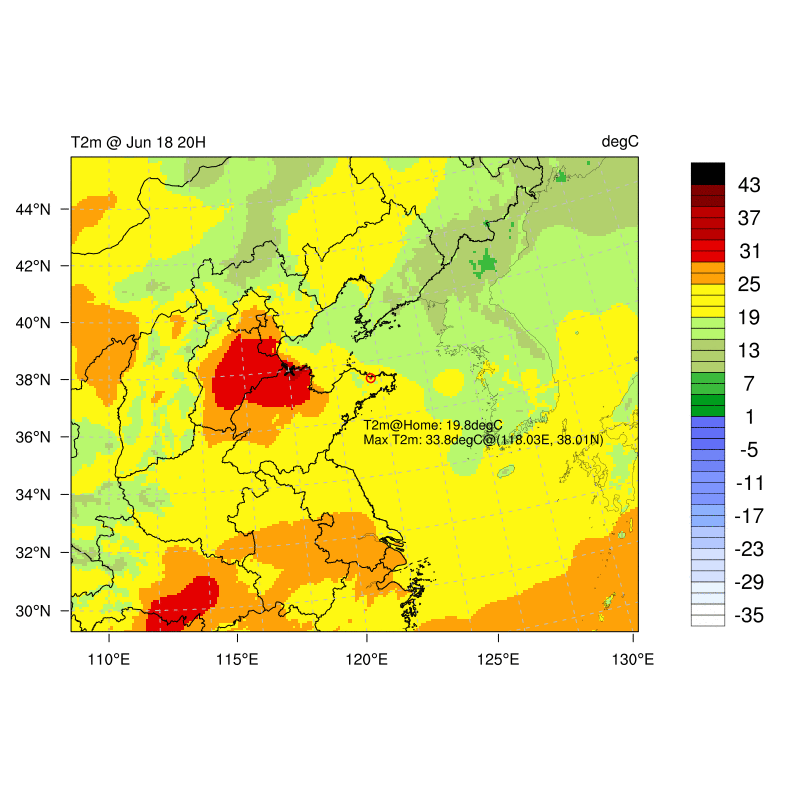 T2m @ Jun 18 20H
degC
44°N
42°N
40°N
38°N
36°N
34°N
32°N
30°N
110°E
115°E
120°E
125°E
130°E
T2m@Home: 19.8degC
Max T2m: 33.8degC@(118.03E, 38.01N)
43
37
31
25
19
13
7
1
-5
-11
-17
-23
-29
-35